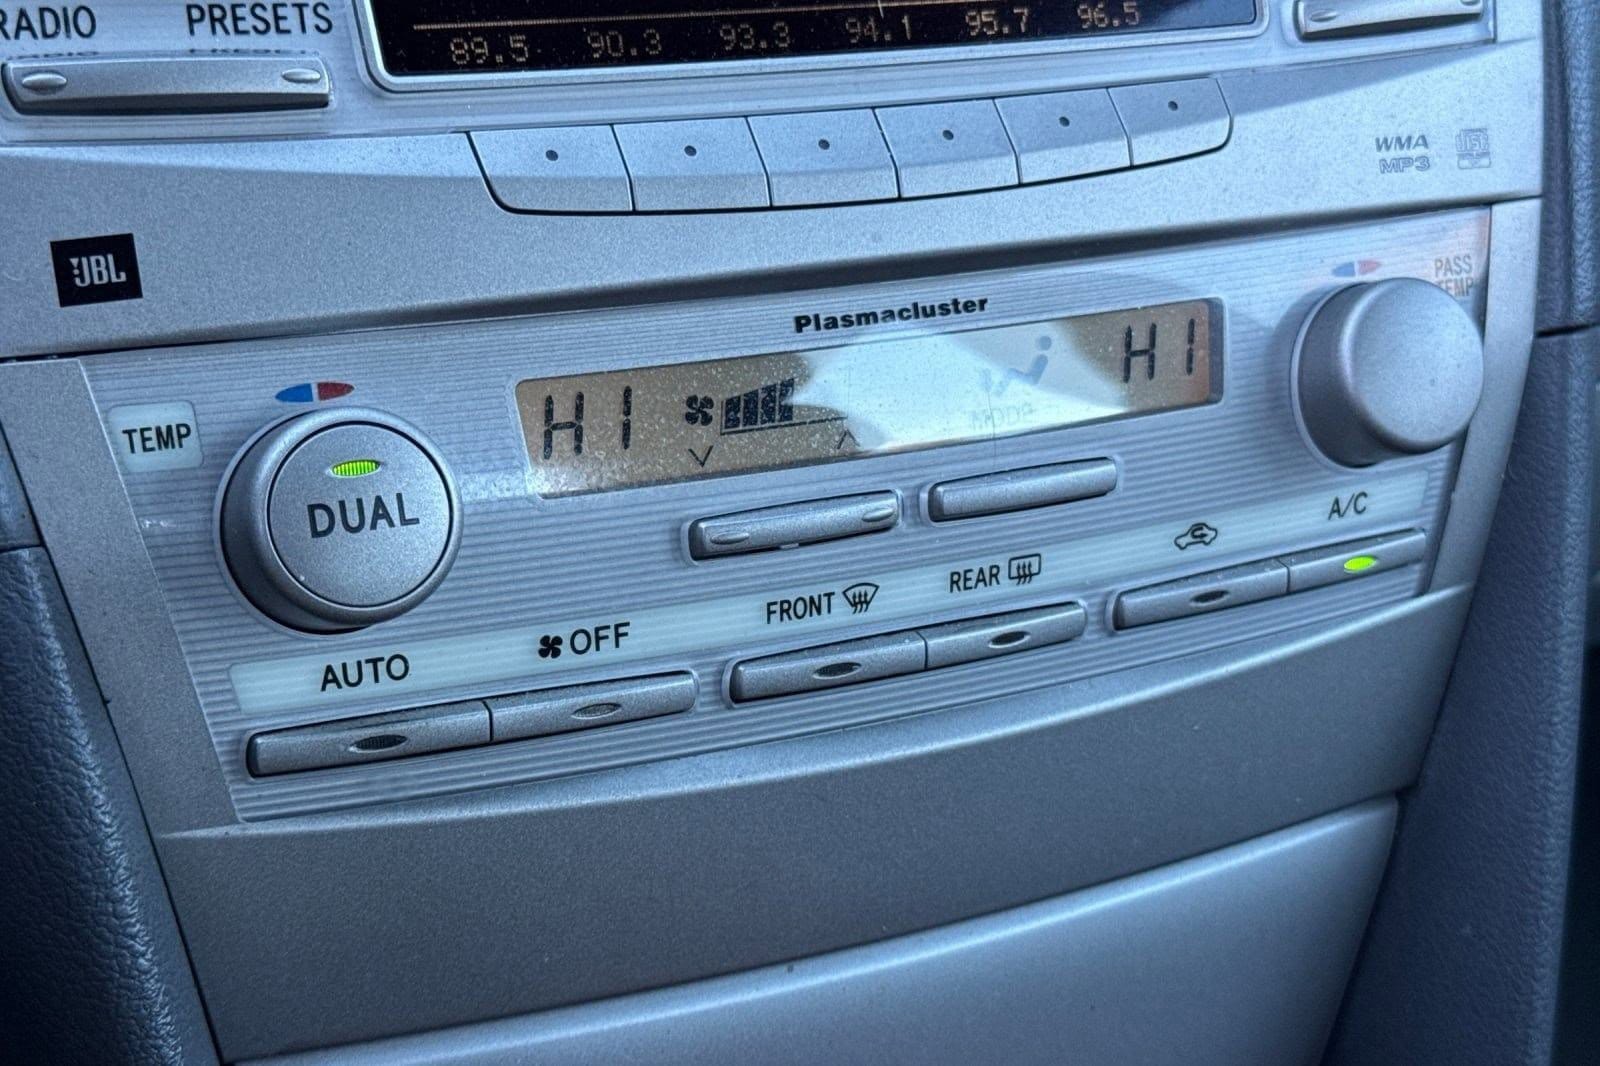 RADIO PRESETS
89.5 90.3 93.3 94.1 95.7 96.5
WMA
MP3
JBL
Plasmacluster
PASS
TEMP
TEMP
HI HI
MODE
DUAL
A/C
REAR
FRONT
OFF
AUTO